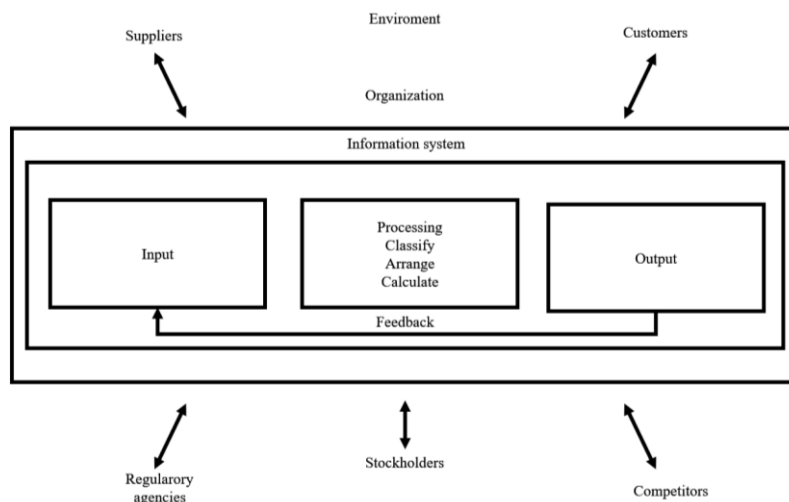 Enviroment
Suppliers
Customers
Organization
Information system
Input
Processing
Classify
Arrange
Calculate
Output
Feedback
Regularory
agencies
Stockholders
Competitors